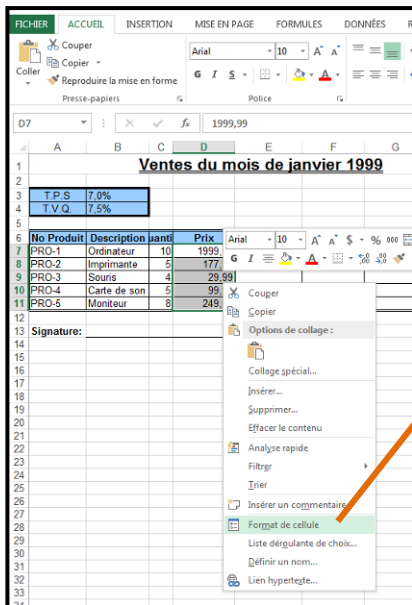 FICHIER ACCUEIL INSERTION MISE EN PAGE FORMULES DONNÉES R
Couper
Copier
Coller
Reproduire la mise en forme
Presse-papiers
Arial 10 A A
G I S A
Police
D7 fx 1999,99
A B C D E F G
1 Ventes du mois de janvier 1999
2
3 T.P.S 7,0%
4 T.V.Q. 7,5%
5
6 No Produit Description uanti Prix
7 PRO-1 Ordinateur 10 1999,
8 PRO-2 Imprimante 5 177,
9 PRO-3 Souris 4 29,99
10 PRO-4 Carte de son 5 99,
11 PRO-5 Moniteur 8 249,
12
13 Signature:
14
15
16
17
18
19
20
21
22
23
24
25
26
27
28
29
30
31
32
33
Arial 10 A A $ % 000
G I A
Couper
Copier
Options de collage :
Collage spécial...
Insérer...
Supprimer...
Effacer le contenu
Analyse rapide
Filtrer
Trier
Insérer un commentaire
Format de cellule
Liste déroulante de choix...
Définir un nom...
Lien hypertexte...